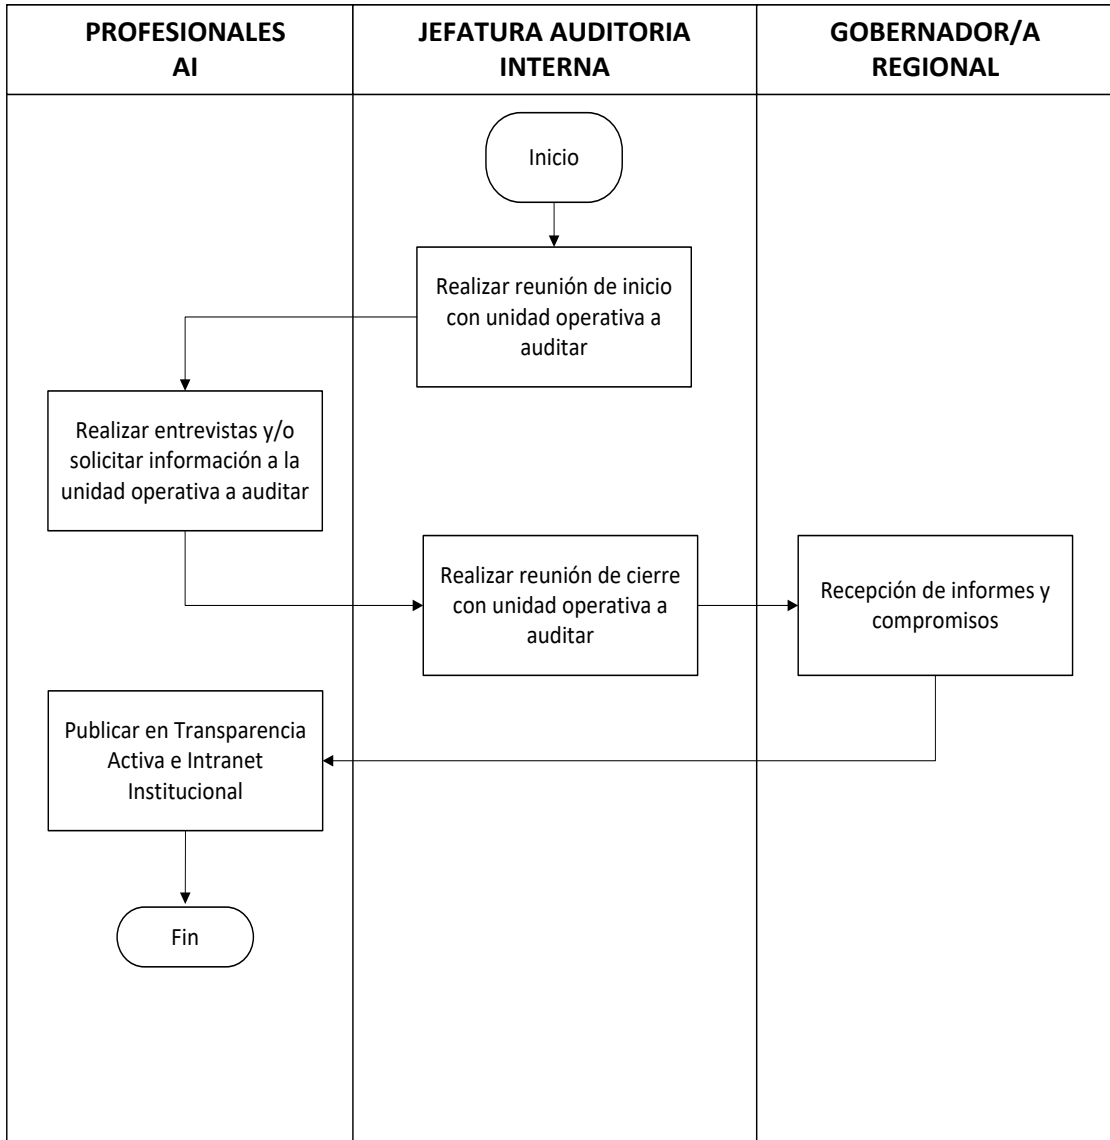 PROFESIONALES
AI
JEFATURA AUDITORIA
INTERNA
GOBERNADOR/A
REGIONAL
Inicio
Realizar reunión de inicio
con unidad operativa a
auditar
Realizar entrevistas y/o
solicitar información a la
unidad operativa a auditar
Realizar reunión de cierre
con unidad operativa a
auditar
Recepción de informes y
compromisos
Publicar en Transparencia
Activa e Intranet
Institucional
Fin